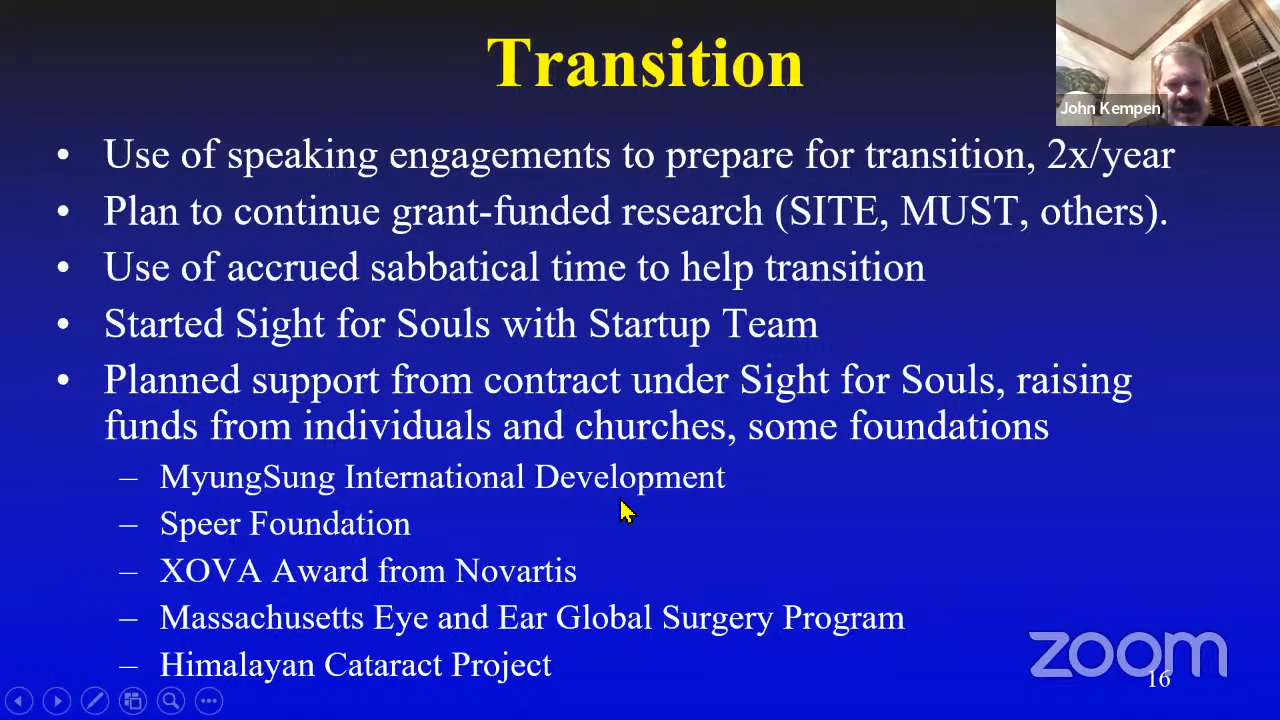 Transition
John Kempen
• Use of speaking engagements to prepare for transition, 2x/year
• Plan to continue grant-funded research (SITE, MUST, others).
• Use of accrued sabbatical time to help transition
• Started Sight for Souls with Startup Team
• Planned support from contract under Sight for Souls, raising
funds from individuals and churches, some foundations
– MyungSung International Development
– Speer Foundation
– XOVA Award from Novartis
– Massachusetts Eye and Ear Global Surgery Program
– Himalayan Cataract Project
zoom
16